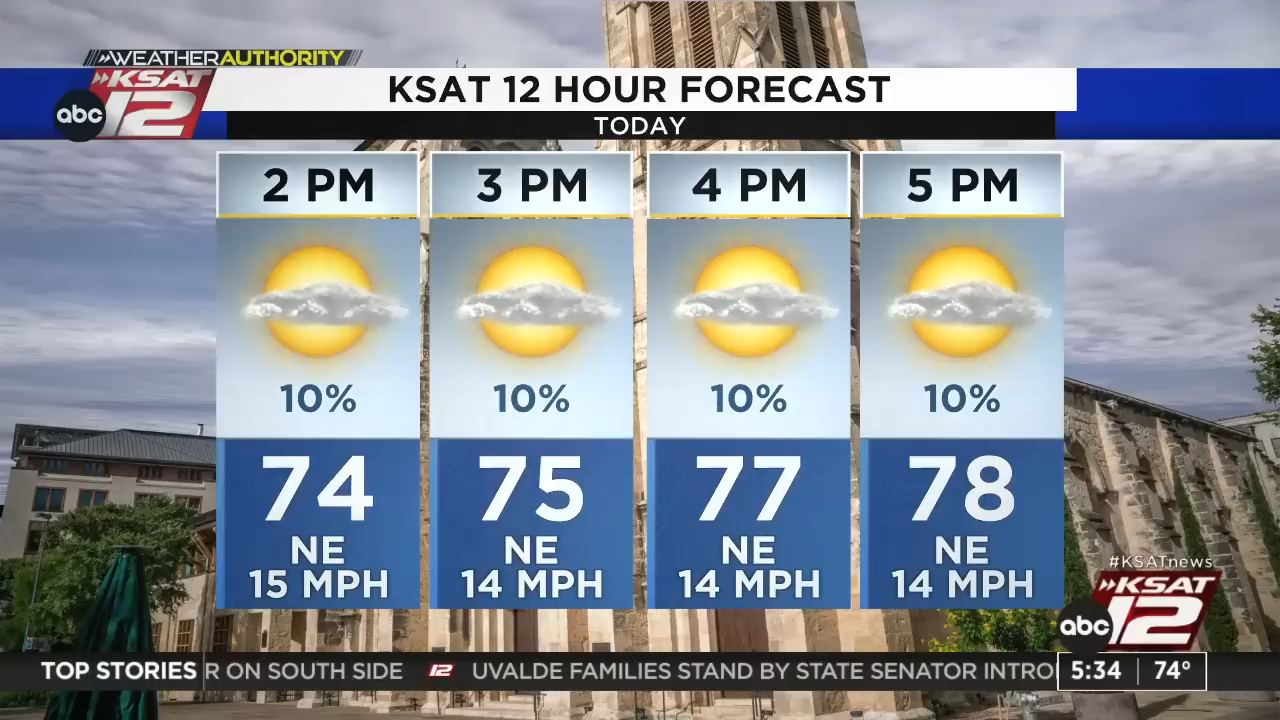 WEATHERAUTHORITY
KSAT
abc 12
KSAT 12 HOUR FORECAST
TODAY
2 PM 3 PM 4 PM 5 PM
10% 10% 10% 10%
74 75 77 78
NE NE NE NE
15 MPH 14 MPH 14 MPH 14 MPH
#KSATnews
KSAT
abc 12
TOP STORIES R ON SOUTH SIDE 12 UVALDE FAMILIES STAND BY STATE SENATOR INTRO 5:34 74°